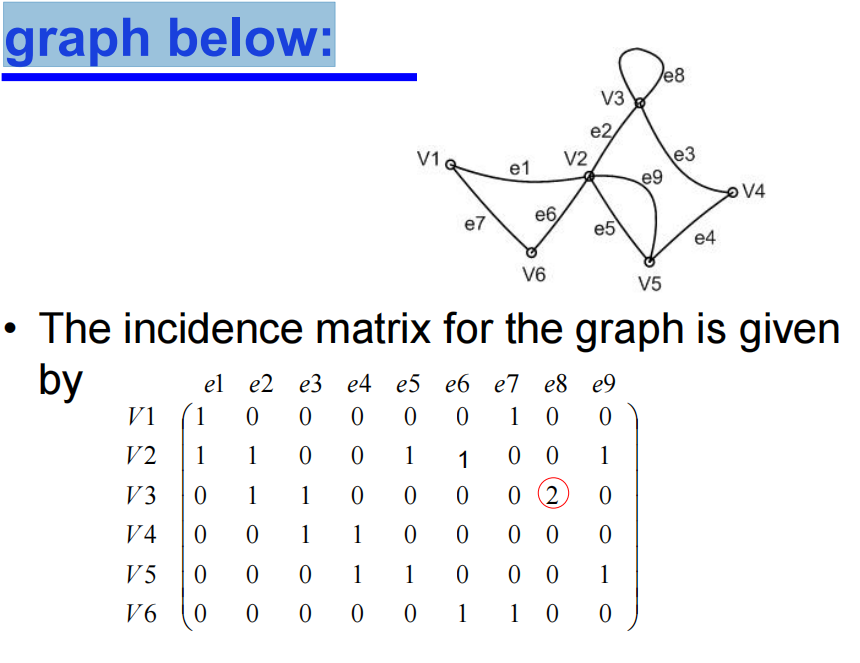 graph below:
e8
V3
e2
V1 e1 V2 e3
e9
V4
e7 e6 e5 e4
V6 V5
• The incidence matrix for the graph is given
by
e1 e2 e3 e4 e5 e6 e7 e8 e9
V1 1 0 0 0 0 0 1 0 0
V2 1 1 0 0 1 1 0 0 1
V3 0 1 1 0 0 0 0 2 0
V4 0 0 1 1 0 0 0 0 0
V5 0 0 0 1 1 0 0 0 1
V6 0 0 0 0 0 1 1 0 0